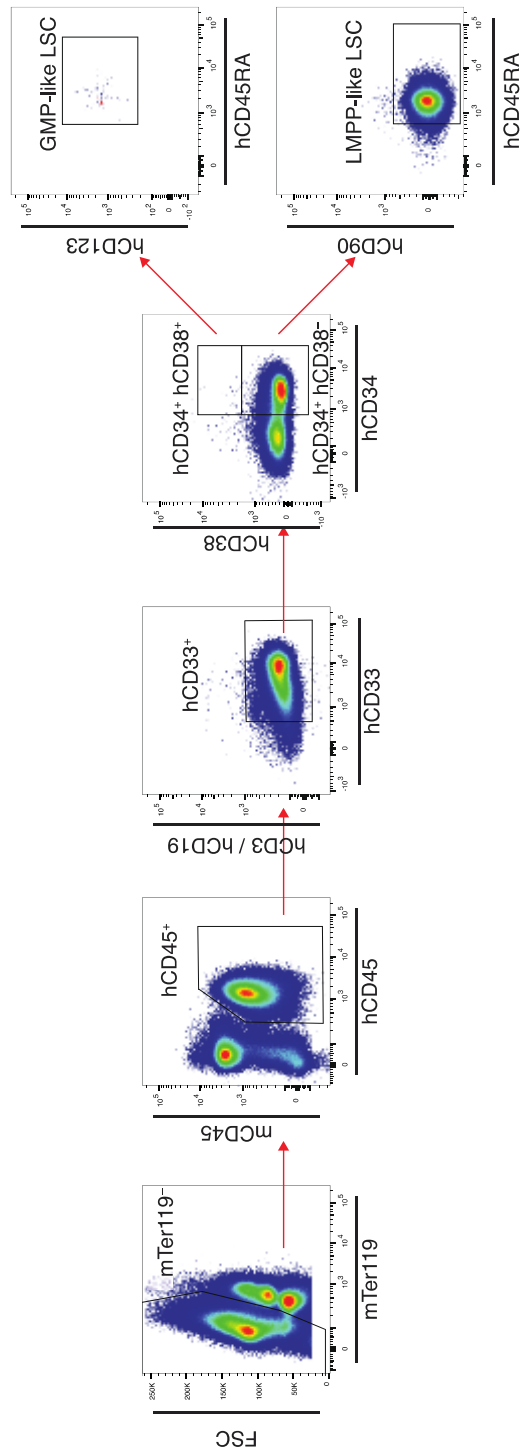 mTer119⁻
250K
200K
150K
100K
50K
0
FSC
0 10³ 10⁴ 10⁵
mTer119
hCD45⁺
10⁵
10⁴
10³
0
mCD45
0 10³ 10⁴ 10⁵
hCD45
hCD33⁺
10⁵
10⁴
10³
0
hCD3 / hCD19
-10³ 0 10³ 10⁴ 10⁵
hCD33
hCD34⁺ hCD38⁺
hCD34⁺ hCD38⁻
10⁵
10⁴
10³
0
-10³
hCD38
-10³ 0 10³ 10⁴ 10⁵
hCD34
GMP-like LSC
10⁵
10⁴
10³
10²
0
-10²
hCD123
0 10³ 10⁴ 10⁵
hCD45RA
LMPP-like LSC
10⁵
10⁴
10³
0
hCD90
0 10³ 10⁴ 10⁵
hCD45RA